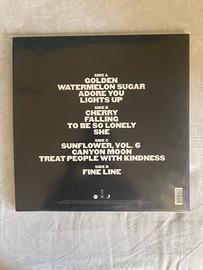 SIDE A
GOLDEN
WATERMELON SUGAR
ADORE YOU
LIGHTS UP
SIDE B
CHERRY
FALLING
TO BE SO LONELY
SHE
SIDE C
SUNFLOWER, VOL. 6
CANYON MOON
TREAT PEOPLE WITH KINDNESS
SIDE D
FINE LINE